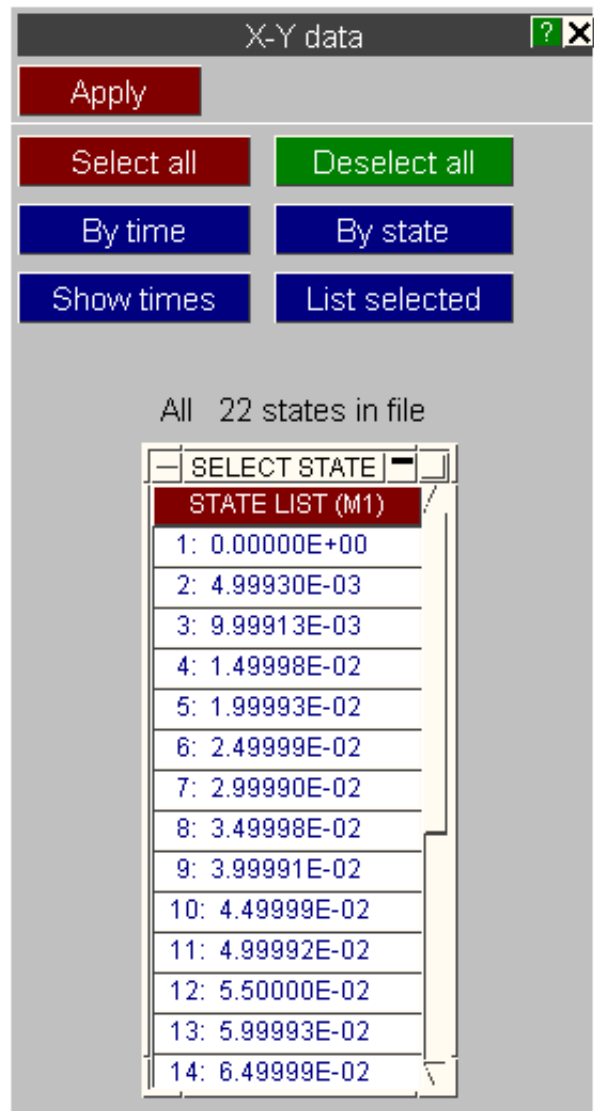 X-Y data ? X
Apply
Select all Deselect all
By time By state
Show times List selected
All 22 states in file
SELECT STATE
STATE LIST (M1)
1: 0.00000E+00
2: 4.99930E-03
3: 9.99913E-03
4: 1.49998E-02
5: 1.99993E-02
6: 2.49999E-02
7: 2.99990E-02
8: 3.49998E-02
9: 3.99991E-02
10: 4.49999E-02
11: 4.99992E-02
12: 5.50000E-02
13: 5.99993E-02
14: 6.49999E-02